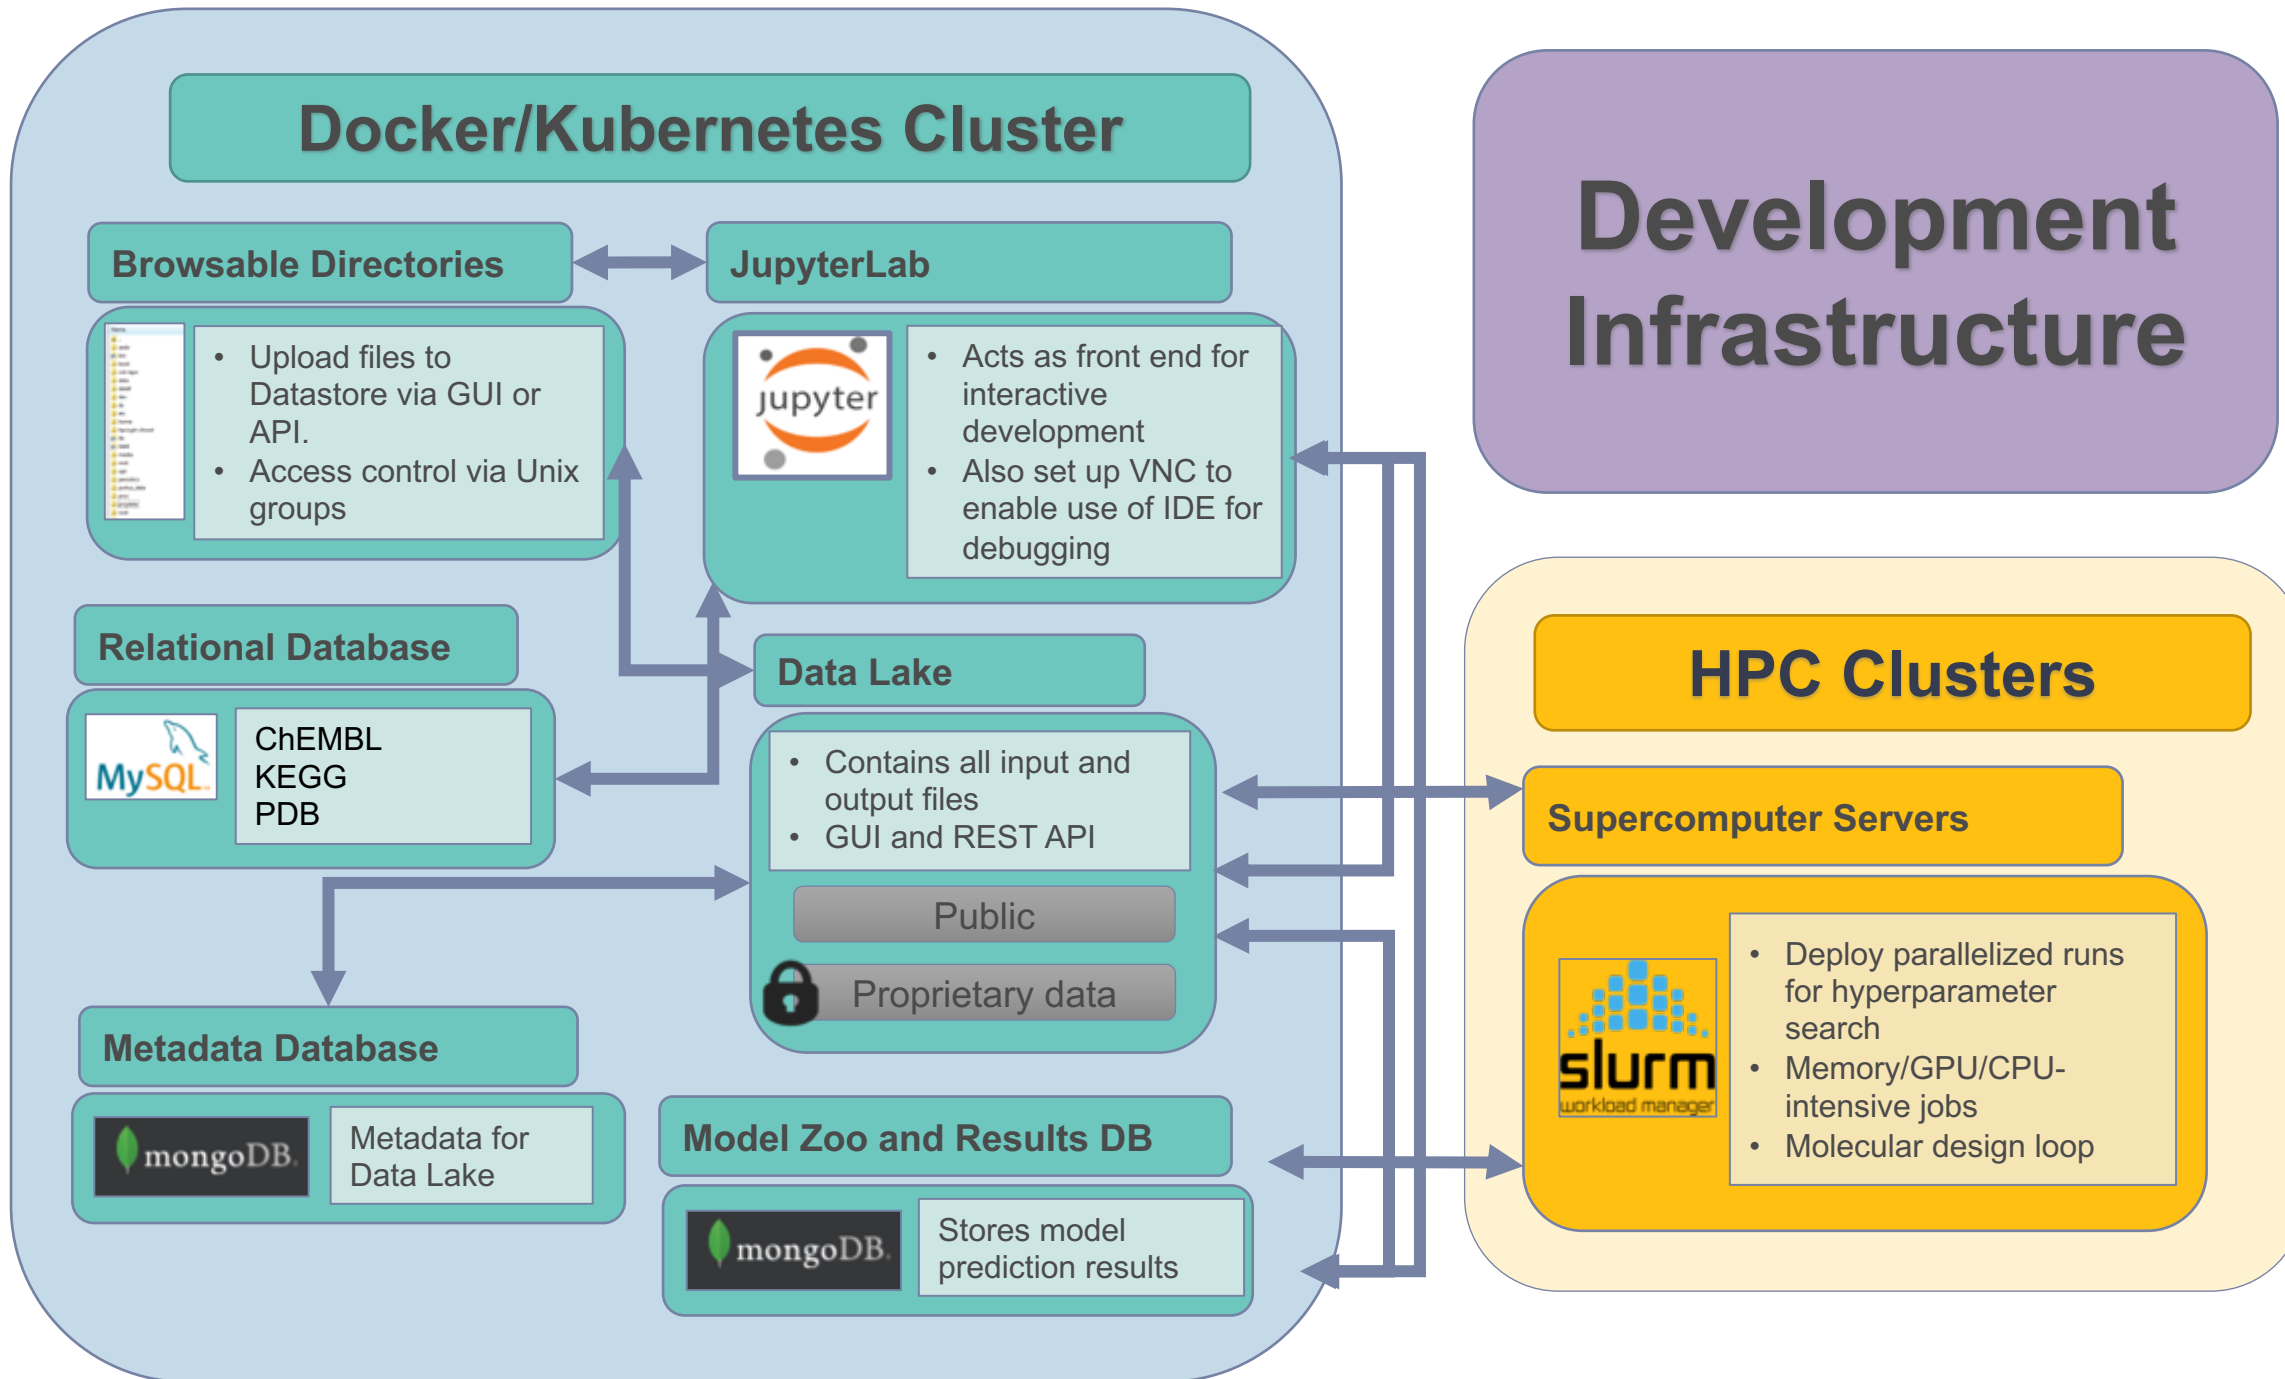 Docker/Kubernetes Cluster
Development
Infrastructure
Browsable Directories
• Upload files to
Datastore via GUI or
API.
• Access control via Unix
groups
JupyterLab
jupyter
• Acts as front end for
interactive
development
• Also set up VNC to
enable use of IDE for
debugging
Relational Database
MySQL
ChEMBL
KEGG
PDB
Data Lake
• Contains all input and
output files
• GUI and REST API
Public
Proprietary data
Metadata Database
mongoDB.
Metadata for
Data Lake
Model Zoo and Results DB
mongoDB.
Stores model
prediction results
HPC Clusters
Supercomputer Servers
slurm
workload manager
• Deploy parallelized runs
for hyperparameter
search
• Memory/GPU/CPU-
intensive jobs
• Molecular design loop